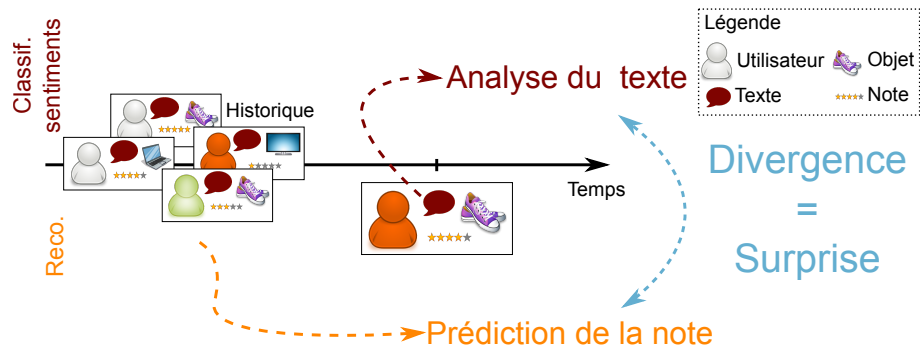 Classif.
sentiments
Historique
Analyse du texte
Légende
Utilisateur
Objet
Texte
Note
Temps
Divergence
=
Surprise
Reco.
Prédiction de la note